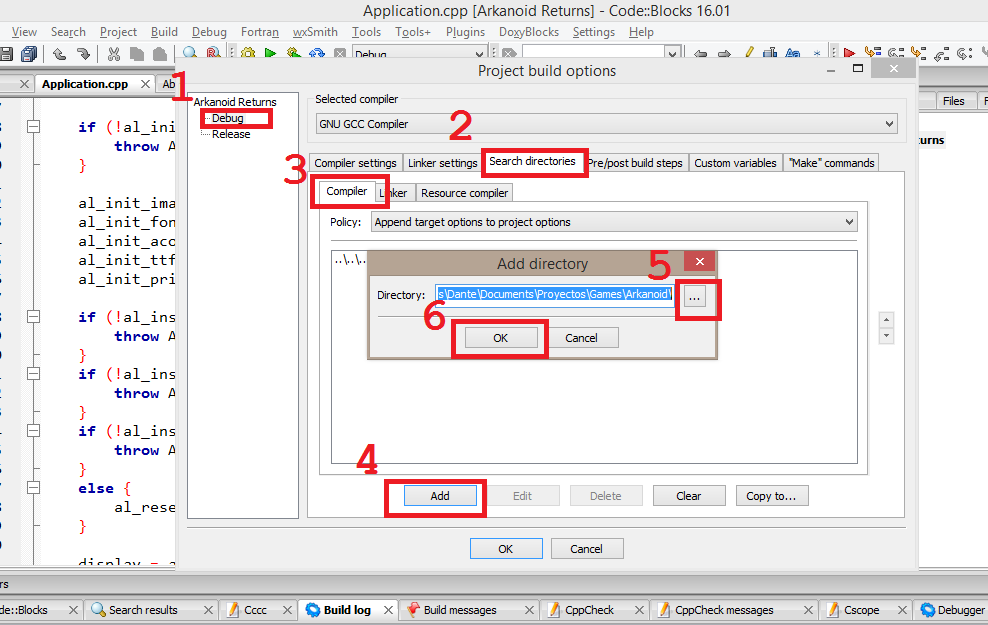 Application.cpp [Arkanoid Returns] - Code::Blocks 16.01
View Search Project Build Debug Fortran wxSmith Tools Tools+ Plugins DoxyBlocks Settings Help
Debug
Application.cpp
Project build options
Files
1
Arkanoid Returns
Debug
Release
Selected compiler
GNU GCC Compiler
2
Compiler settings Linker settings Search directories Pre/post build steps Custom variables "Make" commands
3
Compiler Linker Resource compiler
Policy: Append target options to project options
..\..\..
Add directory
5
Directory: s\Dante\Documents\Proyectos\Games\Arkanoid\ ...
6
OK Cancel
4
Add Edit Delete Clear Copy to...
OK Cancel
if (!al_ini
throw A
}
al_init_ima
al_init_fon
al_init_aco
al_init_ttf
al_init_pri
if (!al_ins
throw A
}
if (!al_ins
throw A
}
if (!al_ins
throw A
}
else {
al_rese
}
display = a
de::Blocks Search results Cccc Build log Build messages CppCheck CppCheck messages Cscope Debugger